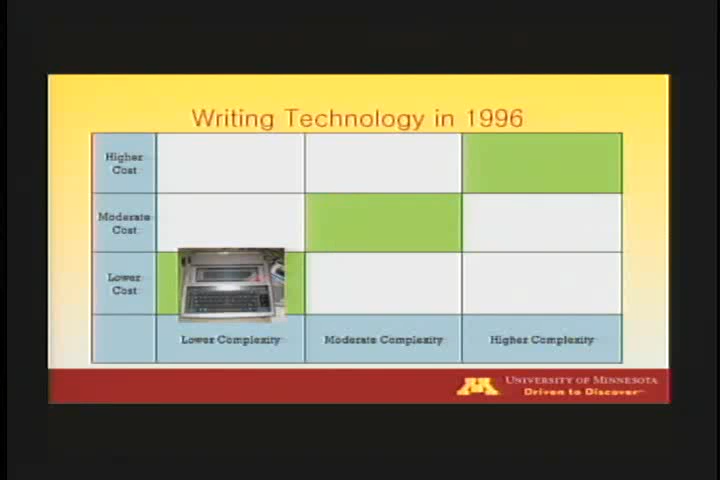 Writing Technology in 1996
Higher
Cost
Moderate
Cost
Lower
Cost
Lower Complexity
Moderate Complexity
Higher Complexity
UNIVERSITY OF MINNESOTA
Driven to Discover℠